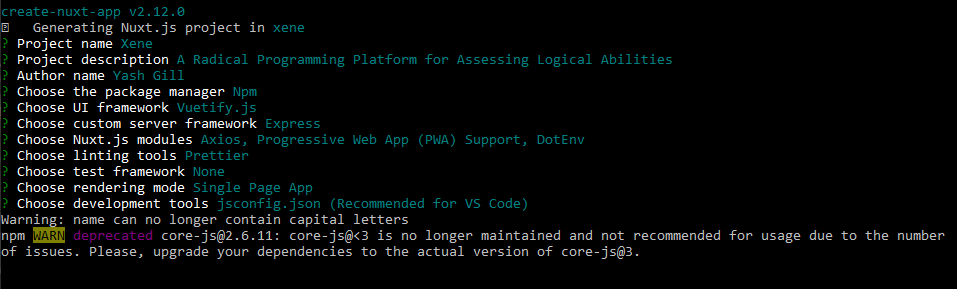 create-nuxt-app v2.12.0
Generating Nuxt.js project in xene
? Project name Xene
? Project description A Radical Programming Platform for Assessing Logical Abilities
? Author name Yash Gill
? Choose the package manager Npm
? Choose UI framework Vuetify.js
? Choose custom server framework Express
? Choose Nuxt.js modules Axios, Progressive Web App (PWA) Support, DotEnv
? Choose linting tools Prettier
? Choose test framework None
? Choose rendering mode Single Page App
? Choose development tools jsconfig.json (Recommended for VS Code)
Warning: name can no longer contain capital letters
npm WARN deprecated core-js@2.6.11: core-js@<3 is no longer maintained and not recommended for usage due to the number
of issues. Please, upgrade your dependencies to the actual version of core-js@3.